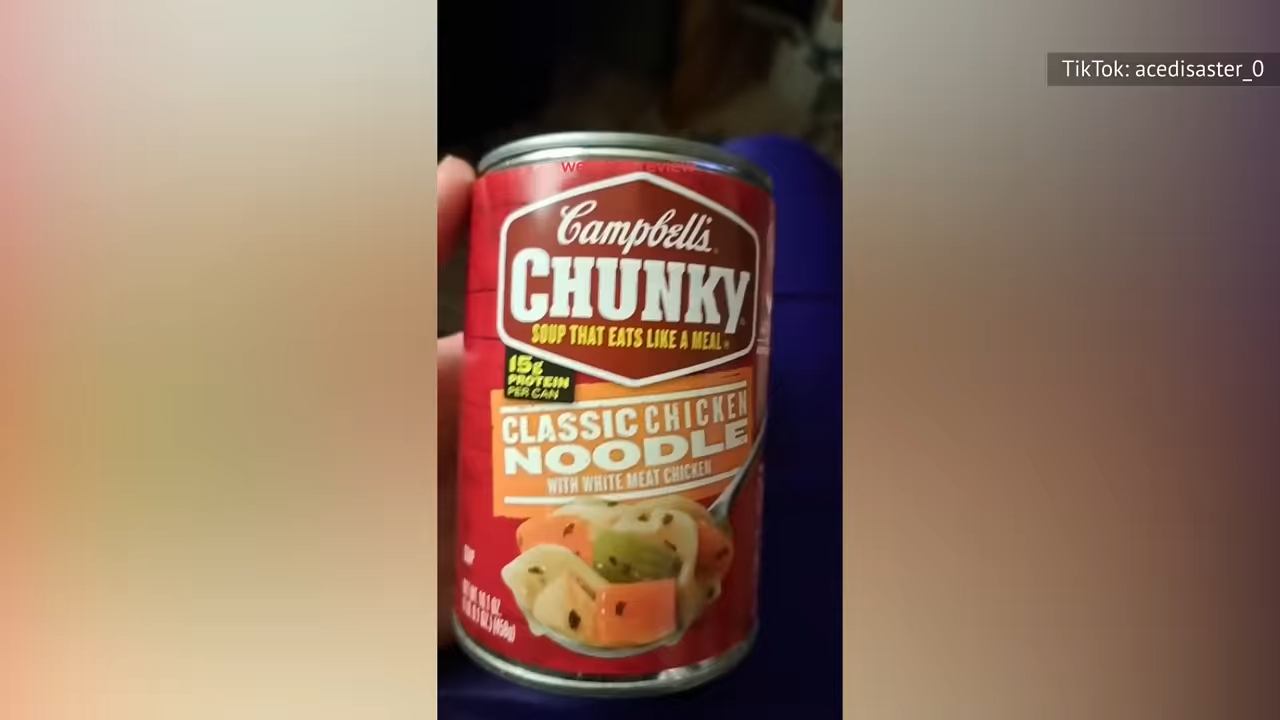 TikTok: acedisaster_0
Campbell's
CHUNKY
SOUP THAT EATS LIKE A MEAL
15g
PROTEIN
PER CAN
CLASSIC CHICKEN
NOODLE
WITH WHITE MEAT CHICKEN